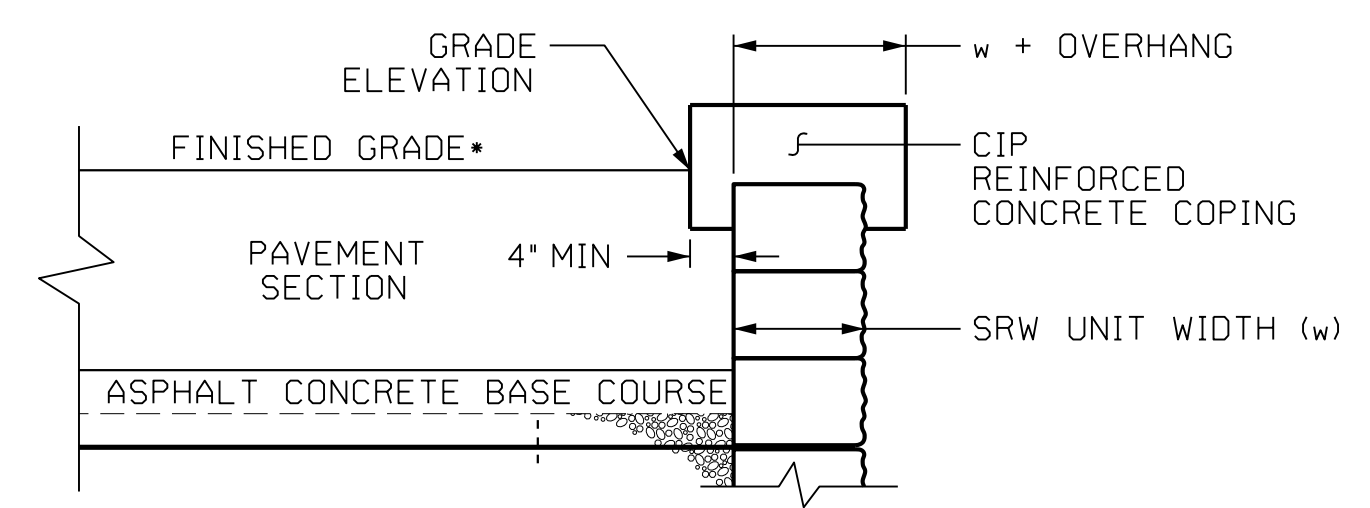 GRADE
ELEVATION
w + OVERHANG
FINISHED GRADE*
CIP
REINFORCED
CONCRETE COPING
PAVEMENT
SECTION
4" MIN
SRW UNIT WIDTH (w)
ASPHALT CONCRETE BASE COURSE